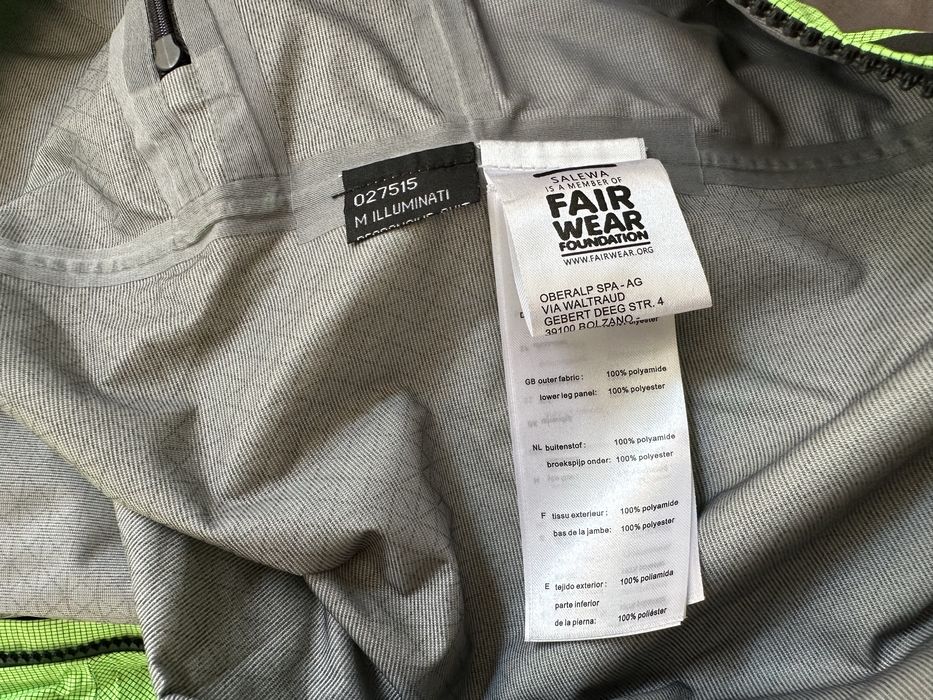 027515
M ILLUMINATI
SALEWA
IS A MEMBER OF
FAIR
WEAR
FOUNDATION
WWW.FAIRWEAR.ORG
OBERALP SPA - AG
VIA WALTRAUD
GEBERT DEEG STR. 4
39100 BOLZANO -
GB outer fabric : 100% polyamide
lower leg panel: 100% polyester
NL buitenstof : 100% polyamide
broekspijp onder: 100% polyester
F tissu exterieur : 100% polyamide
bas de la jambe: 100% polyester
E tejido exterior : 100% poliamida
parte inferior
de la pierna: 100% poliéster